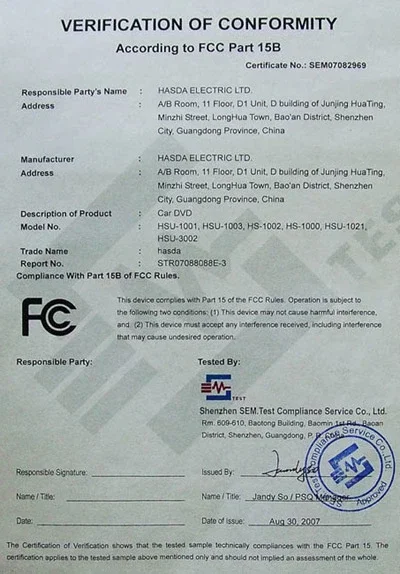 VERIFICATION OF CONFORMITY
According to FCC Part 15B
Certificate No.: SEM07082969
Responsible Party's Name : HASDA ELECTRIC LTD.
Address : A/B Room, 11 Floor, D1 Unit, D building of Junjing HuaTing,
Minzhi Street, LongHua Town, Bao'an District, Shenzhen
City, Guangdong Province, China
Manufacturer : HASDA ELECTRIC LTD.
Address : A/B Room, 11 Floor, D1 Unit, D building of Junjing HuaTing,
Minzhi Street, LongHua Town, Bao'an District, Shenzhen
City, Guangdong Province, China
Description of Product : Car DVD
Model No. : HSU-1001, HSU-1003, HS-1002, HS-1000, HSU-1021,
HSU-3002
Trade Name : hasda
Report No. : STR07088088E-3
Compliance With Part 15B of FCC Rules.
FC
This device complies with Part 15 of the FCC Rules. Operation is subject to
the following two conditions: (1) This device may not cause harmful interference,
and (2) This device must accept any interference received, including interference
that may cause undesired operation.
Responsible Party: Tested By:
TEST
Shenzhen SEM.Test Compliance Service Co., Ltd.
Rm. 609-610, Baotong Building, Baomin 1st Rd., Baoan
District, Shenzhen, Guangdong, P. R.
Responsible Signature: Issued By:
Name / Title: Name / Title: Jandy So / PSQ Manager
Date: Date of Issue: Aug 30, 2007
SEM.Test Compliance Service Co., Ltd.
Approved
The Certification of Verification shows that the tested sample technically compliances with the FCC Part 15. The
certification applies to the tested sample above mentioned only and should not implied an assessment of the whole.